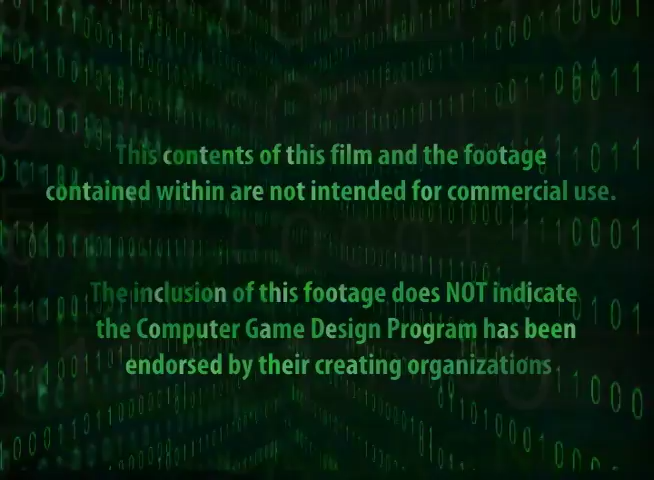 This contents of this film and the footage
contained within are not intended for commercial use.
The inclusion of this footage does NOT indicate
the Computer Game Design Program has been
endorsed by their creating organizations